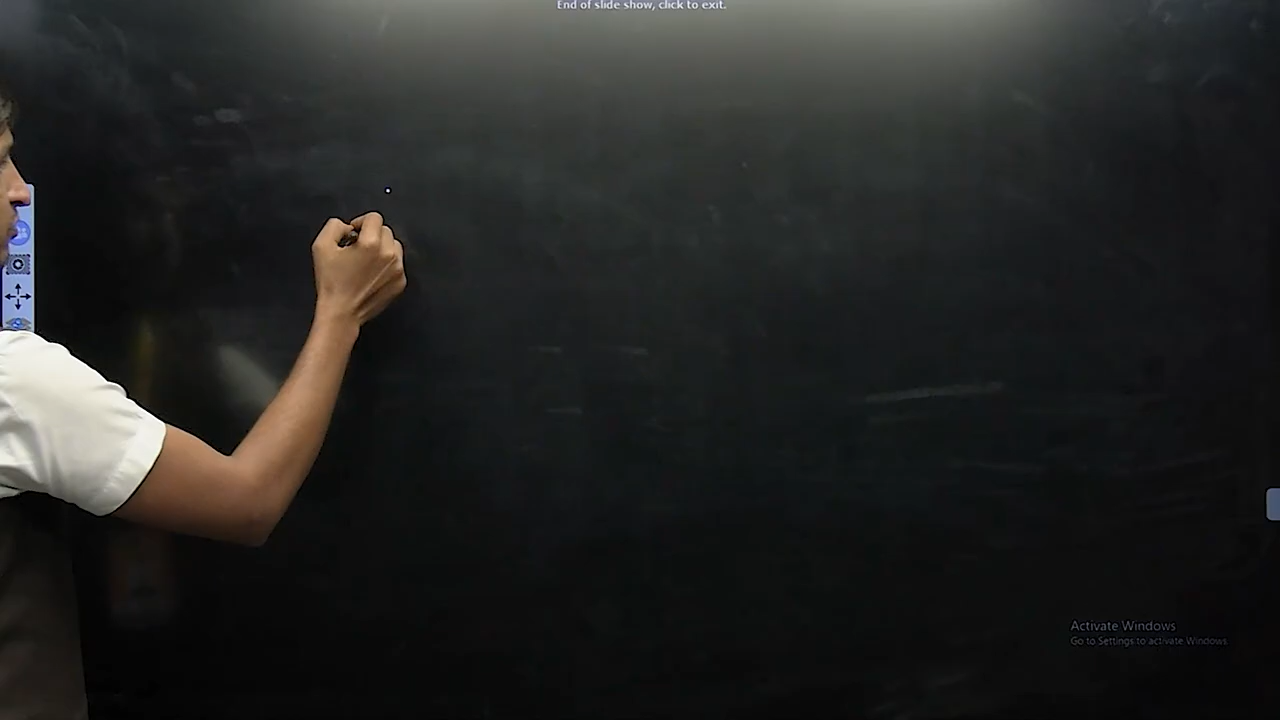 End of slide show, click to exit.
Activate Windows
Go to Settings to activate Windows.